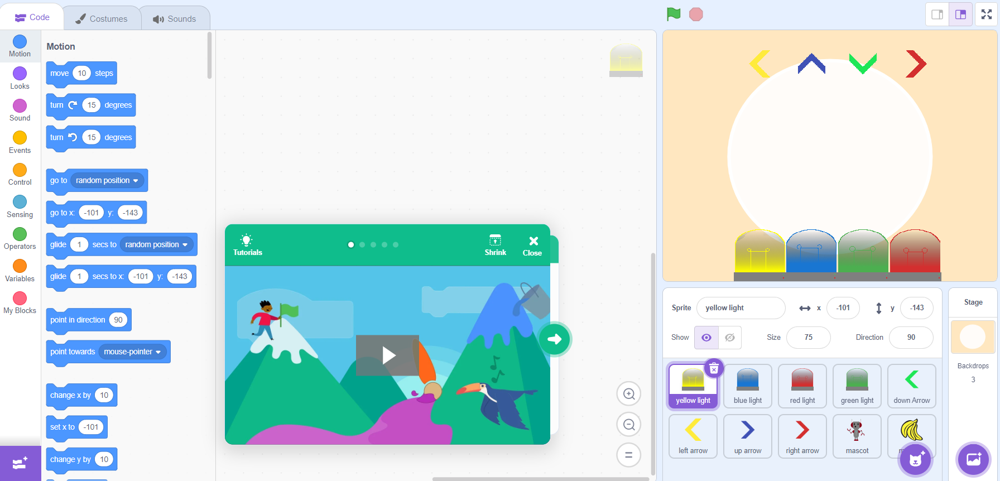 Code
Costumes
Sounds
Motion
Looks
Sound
Events
Control
Sensing
Operators
Variables
My Blocks
Motion
move 10 steps
turn 15 degrees
turn 15 degrees
go to random position
go to x: -101 y: -143
glide 1 secs to random position
glide 1 secs to x: -101 y: -143
point in direction 90
point towards mouse-pointer
change x by 10
set x to -101
change y by 10
Tutorials
Shrink
Close
Sprite yellow light x -101 y -143
Show Size 75 Direction 90
yellow light
blue light
red light
green light
down Arrow
left arrow
up arrow
right arrow
mascot
Stage
Backdrops
3